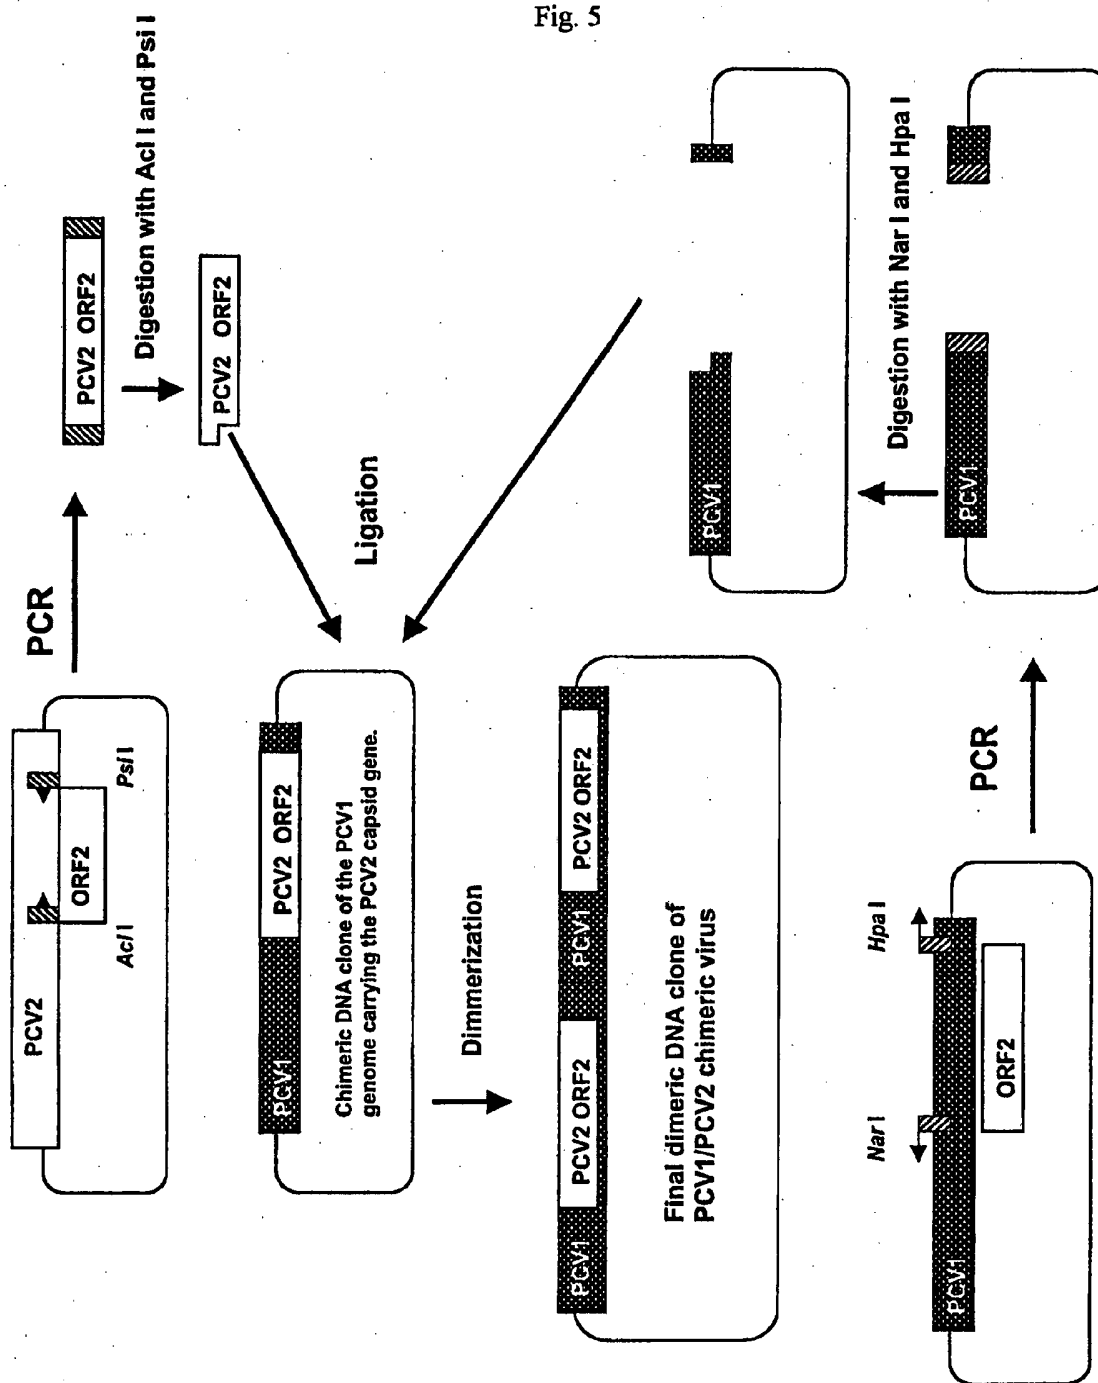 Fig. 5
PCV2
Acl I
Psi I
ORF2
PCR
PCV2 ORF2
Digestion with Acl I and Psi I
PCV2 ORF2
Ligation
PCV1
PCV2 ORF2
Chimeric DNA clone of the PCV1
genome carrying the PCV2 capsid gene.
Dimmerization
PCV1
PCV2 ORF2
PCV1
PCV2 ORF2
Final dimeric DNA clone of
PCV1/PCV2 chimeric virus
PCV1
Nar I
Hpa I
ORF2
PCR
PCV1
Digestion with Nar I and Hpa I
PCV1